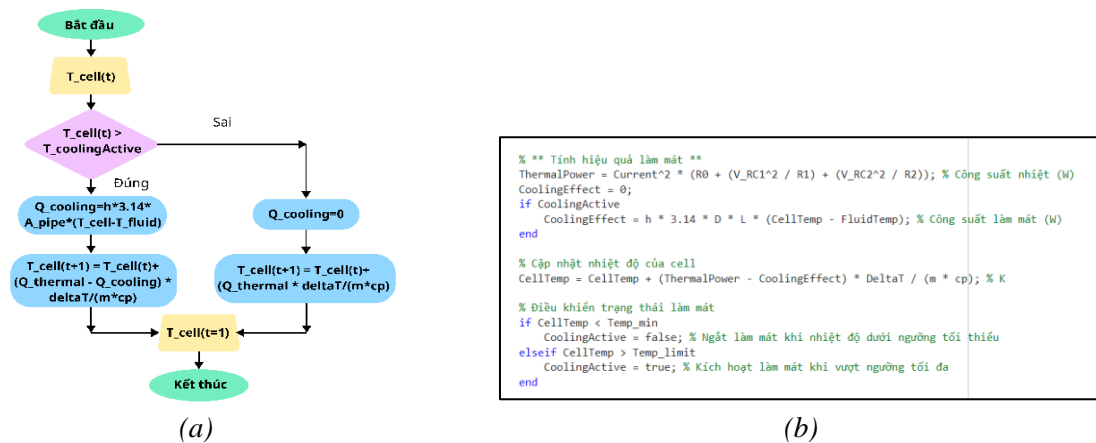 Bắt đầu
T_cell(t)
T_cell(t) >
T_coolingActive
Sai
Đúng
Q_cooling=h*3.14*
A_pipe*(T_cell-T_fluid)
Q_cooling=0
T_cell(t+1) = T_cell(t)+
(Q_thermal - Q_cooling) *
deltaT/(m*cp)
T_cell(t+1) = T_cell(t)+
(Q_thermal * deltaT/(m*cp)
T_cell(t=1)
Kết thúc
(a)
% ** Tính hiệu quả làm mát **
ThermalPower = Current^2 * (R0 + (V_RC1^2 / R1) + (V_RC2^2 / R2)); % Công suất nhiệt (W)
CoolingEffect = 0;
if CoolingActive
CoolingEffect = h * 3.14 * D * L * (CellTemp - FluidTemp); % Công suất làm mát (W)
end
% Cập nhật nhiệt độ của cell
CellTemp = CellTemp + (ThermalPower - CoolingEffect) * DeltaT / (m * cp); % K
% Điều khiển trạng thái làm mát
if CellTemp < Temp_min
CoolingActive = false; % Ngắt làm mát khi nhiệt độ dưới ngưỡng tối thiểu
elseif CellTemp > Temp_limit
CoolingActive = true; % Kích hoạt làm mát khi vượt ngưỡng tối đa
end
(b)